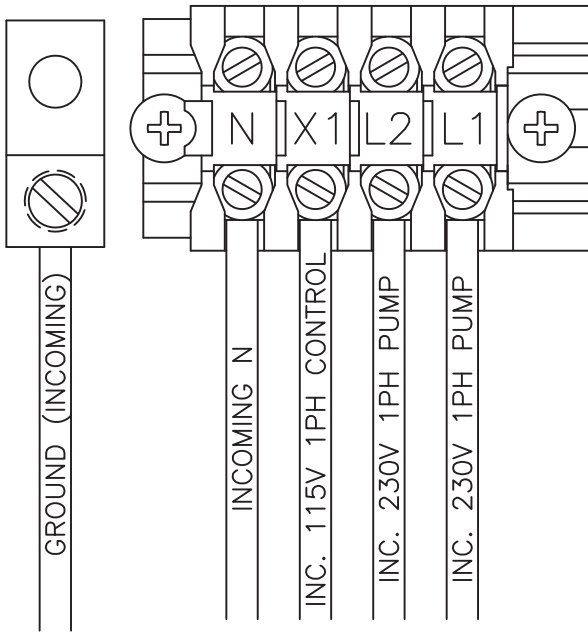 N X1 L2 L1
GROUND (INCOMING)
INCOMING N
INC. 115V 1PH CONTROL
INC. 230V 1PH PUMP
INC. 230V 1PH PUMP